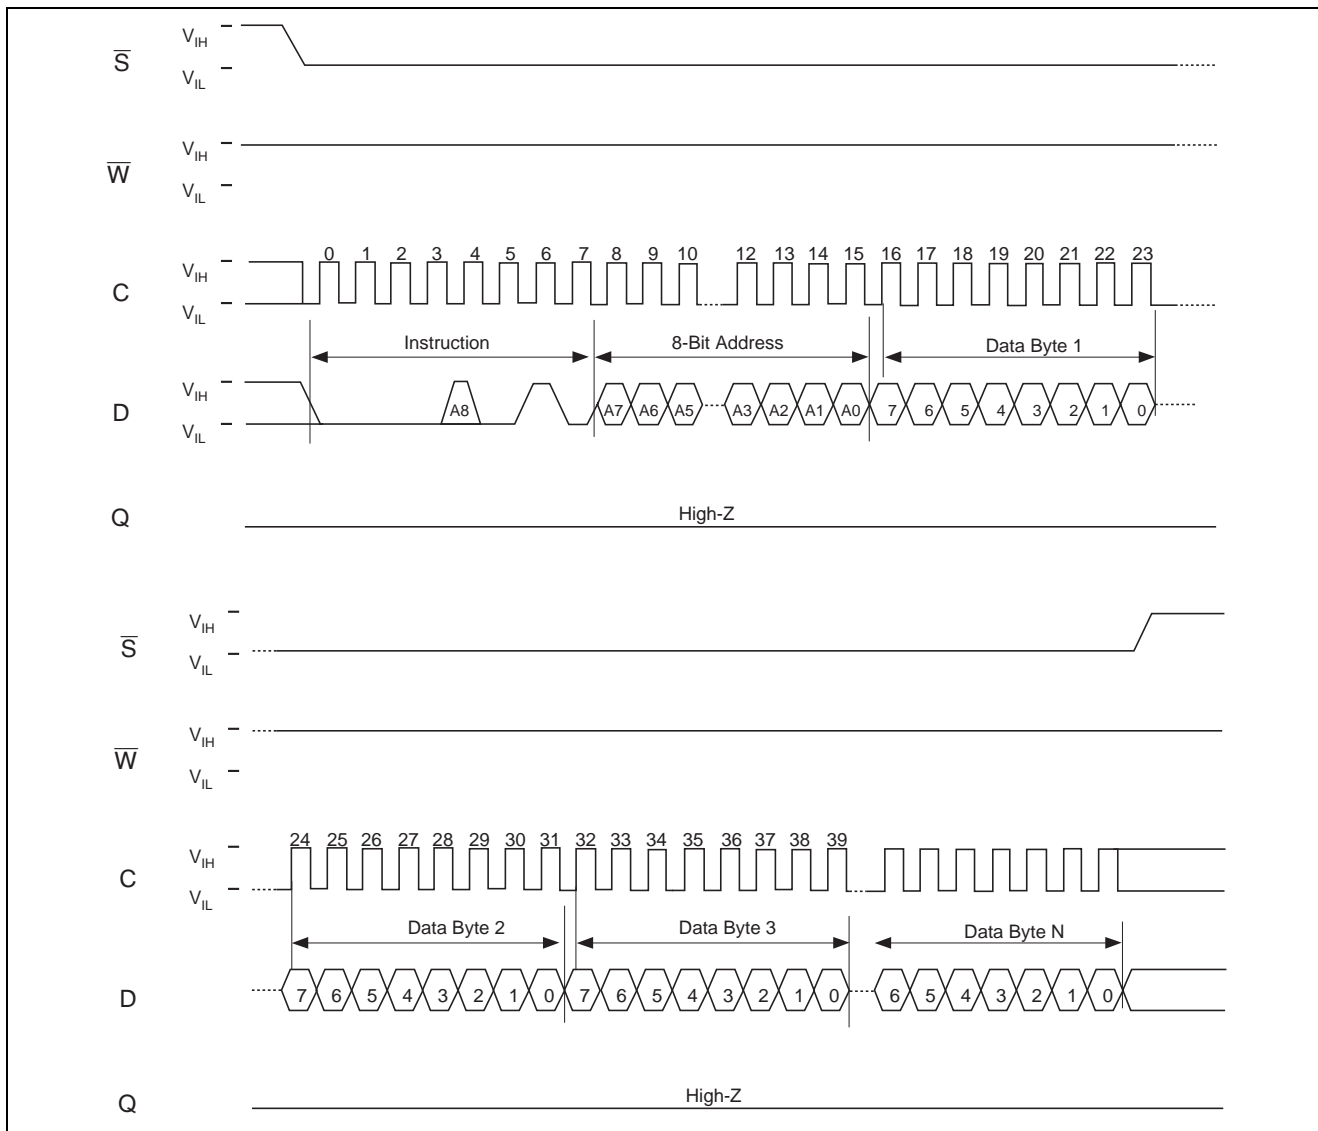 S̅ V_IH
V_IL
W̅ V_IH
V_IL
0 1 2 3 4 5 6 7 8 9 10 12 13 14 15 16 17 18 19 20 21 22 23
C V_IH
V_IL
Instruction 8-Bit Address Data Byte 1
D V_IH
V_IL
A8 A7 A6 A5 A3 A2 A1 A0 7 6 5 4 3 2 1 0
Q High-Z
S̅ V_IH
V_IL
W̅ V_IH
V_IL
24 25 26 27 28 29 30 31 32 33 34 35 36 37 38 39
C V_IH
V_IL
Data Byte 2 Data Byte 3 Data Byte N
D 7 6 5 4 3 2 1 0 7 6 5 4 3 2 1 0 6 5 4 3 2 1 0
Q High-Z